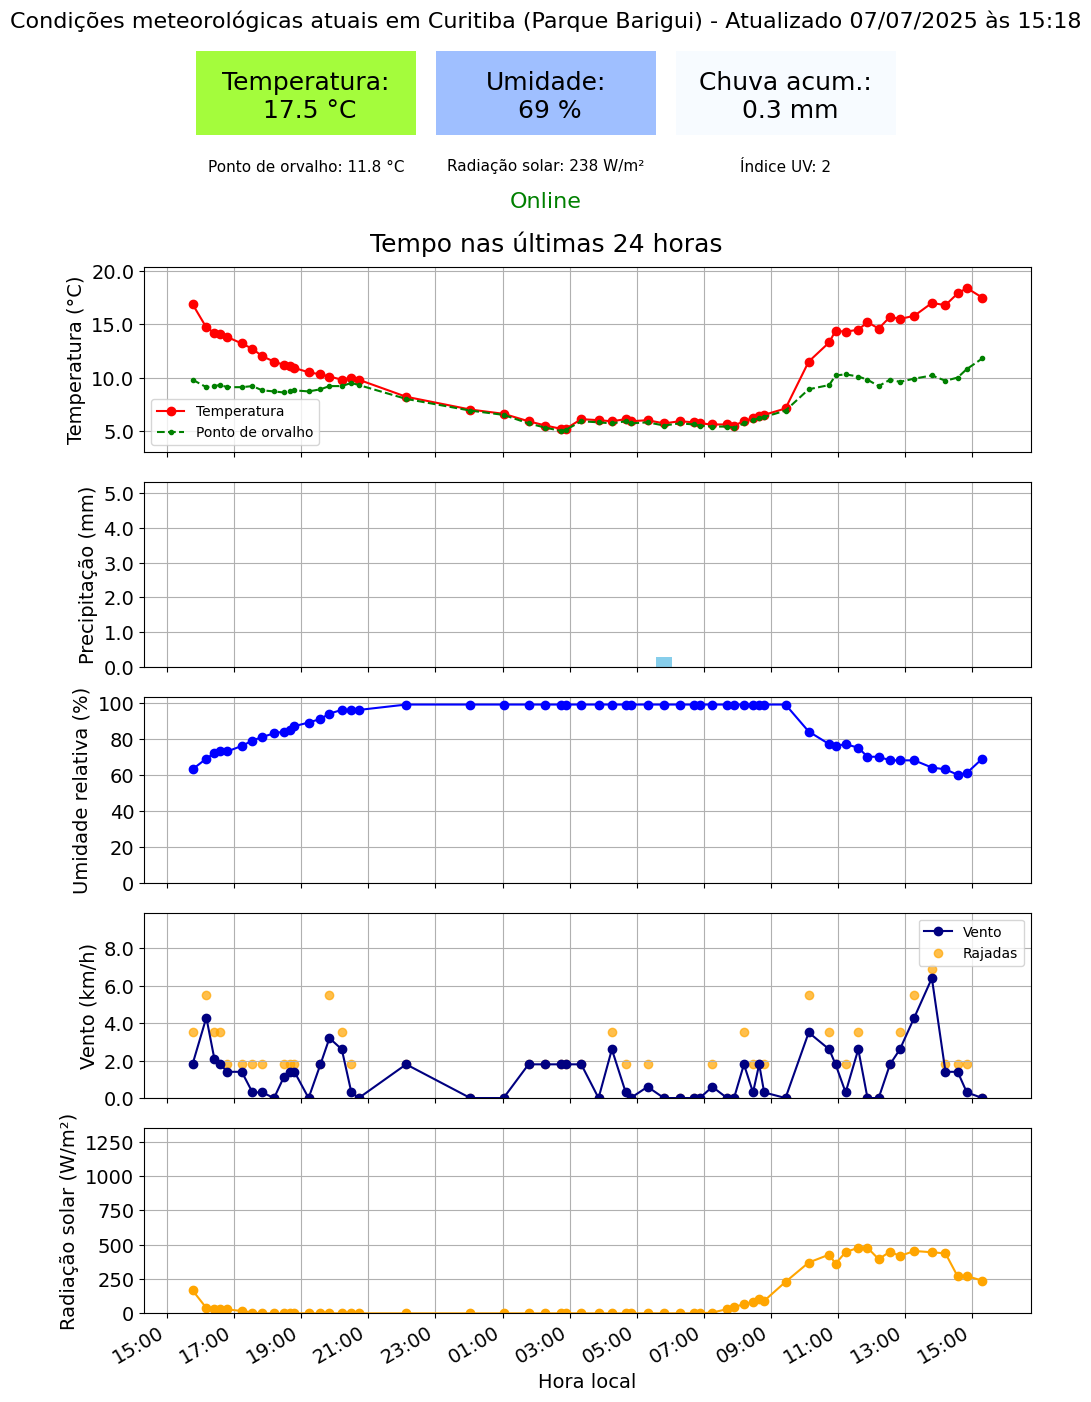 Condições meteorológicas atuais em Curitiba (Parque Barigui) - Atualizado 07/07/2025 às 15:18
Temperatura:
17.5 °C
Umidade:
69 %
Chuva acum.:
0.3 mm
Ponto de orvalho: 11.8 °C
Radiação solar: 238 W/m²
Índice UV: 2
Online
Tempo nas últimas 24 horas
Temperatura (°C)
20.0
15.0
10.0
5.0
Temperatura
Ponto de orvalho
Precipitação (mm)
5.0
4.0
3.0
2.0
1.0
0.0
Umidade relativa (%)
100
80
60
40
20
0
Vento (km/h)
8.0
6.0
4.0
2.0
0.0
Vento
Rajadas
Radiação solar (W/m²)
1250
1000
750
500
250
0
15:00
17:00
19:00
21:00
23:00
01:00
03:00
05:00
07:00
09:00
11:00
13:00
15:00
Hora local